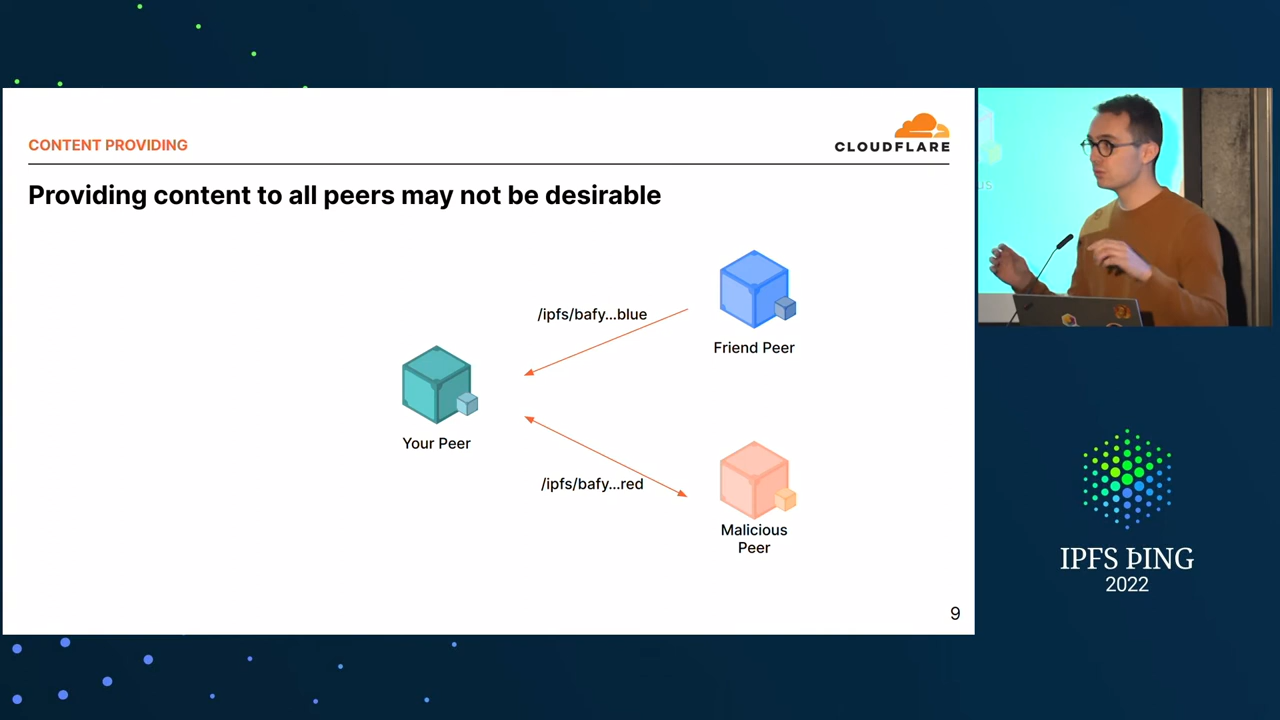 CONTENT PROVIDING
CLOUDFLARE
Providing content to all peers may not be desirable
/ipfs/bafy...blue
Friend Peer
Your Peer
/ipfs/bafy...red
Malicious
Peer
9
IPFS ÞING
2022